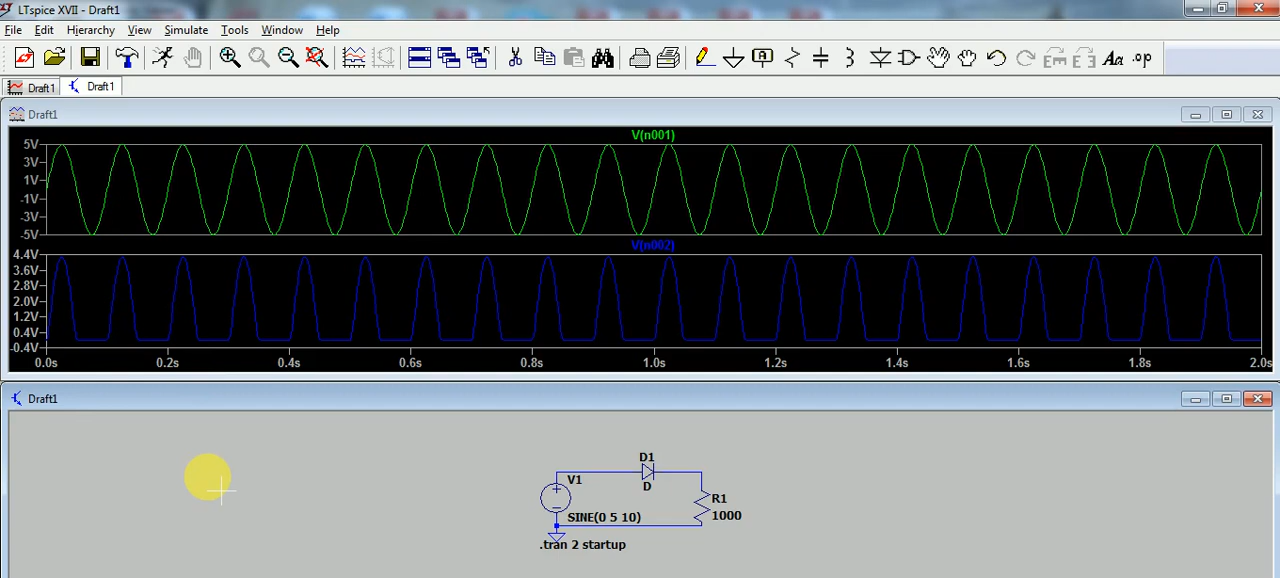 LTspice XVII - Draft1
File Edit Hierarchy View Simulate Tools Window Help
A Aa .op
Draft1 Draft1
Draft1
V(n001)
5V
3V
1V
-1V
-3V
-5V
V(n002)
4.4V
3.6V
2.8V
2.0V
1.2V
0.4V
-0.4V
0.0s 0.2s 0.4s 0.6s 0.8s 1.0s 1.2s 1.4s 1.6s 1.8s 2.0s
Draft1
D1
V1
D
R1
SINE(0 5 10)
1000
.tran 2 startup